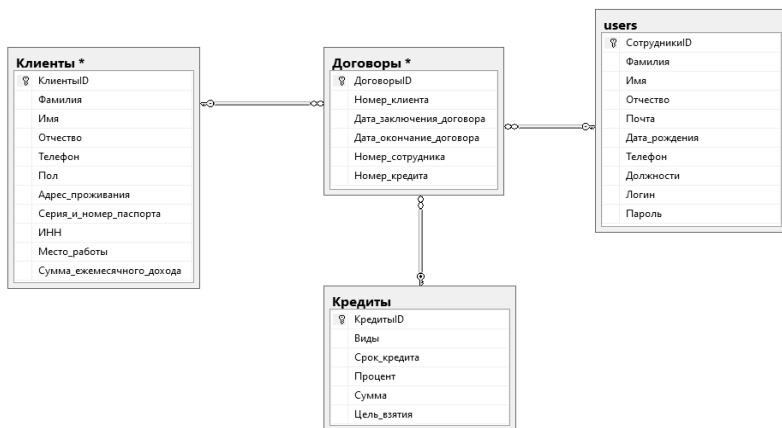 Клиенты *
КлиентыID
Фамилия
Имя
Отчество
Телефон
Пол
Адрес_проживания
Серия_и_номер_паспорта
ИНН
Место_работы
Сумма_ежемесячного_дохода
Договоры *
ДоговорыID
Номер_клиента
Дата_заключения_договора
Дата_окончание_договора
Номер_сотрудника
Номер_кредита
users
СотрудникиID
Фамилия
Имя
Отчество
Почта
Дата_рождения
Телефон
Должности
Логин
Пароль
Кредиты
КредитыID
Виды
Срок_кредита
Процент
Сумма
Цель_взятия